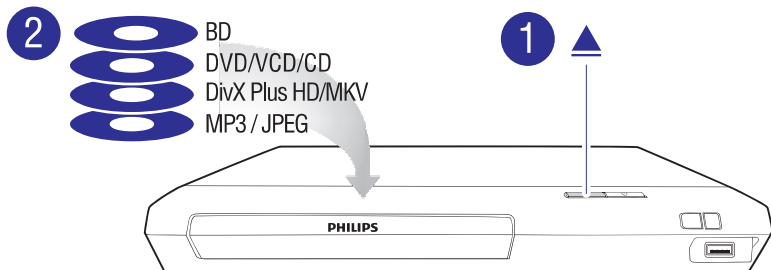 2
BD
DVD/VCD/CD
DivX Plus HD/MKV
MP3 / JPEG
1
PHILIPS